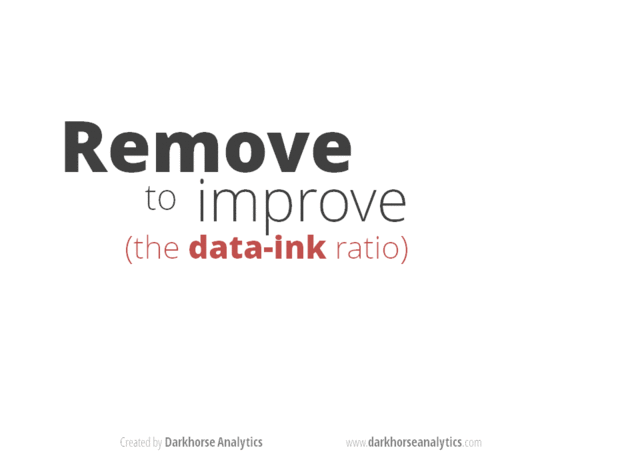 Remove
to improve
(the data-ink ratio)
Created by Darkhorse Analytics www.darkhorseanalytics.com